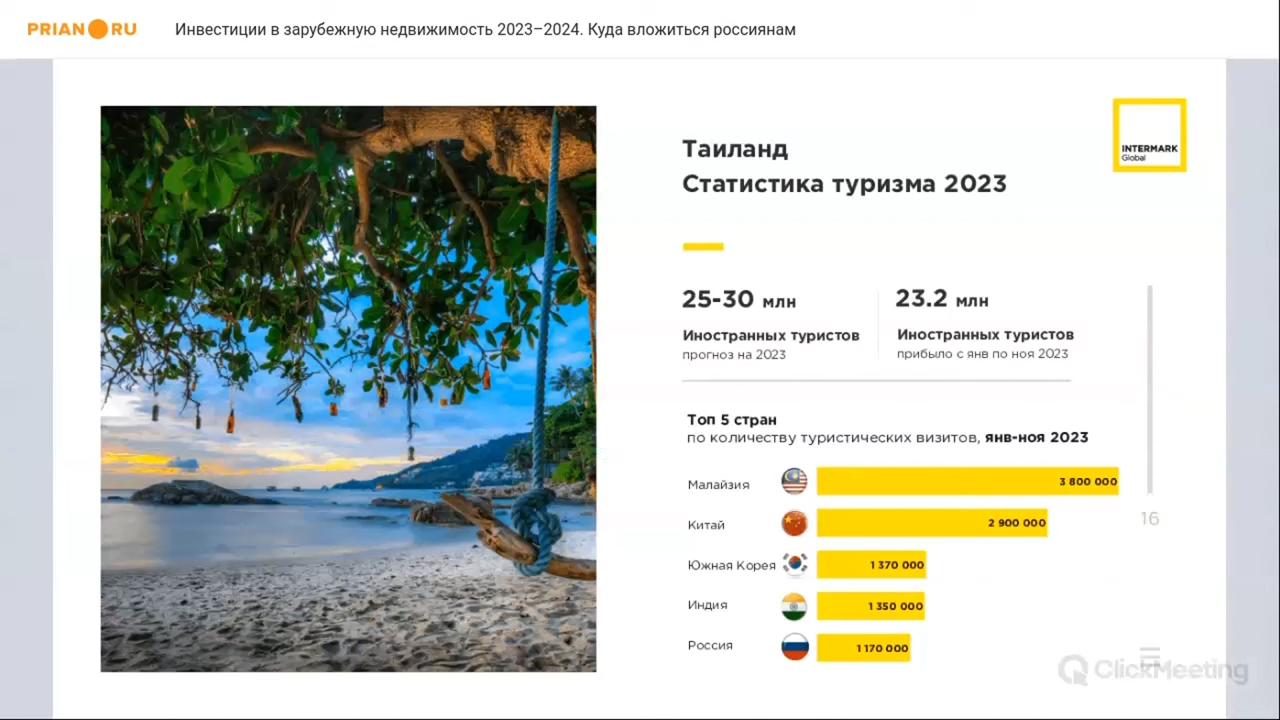 PRIAN RU
Инвестиции в зарубежную недвижимость 2023–2024. Куда вложиться россиянам
INTERMARK
Global
Таиланд
Статистика туризма 2023
25-30 млн
Иностранных туристов
прогноз на 2023
23.2 млн
Иностранных туристов
прибыло с янв по ноя 2023
Топ 5 стран
по количеству туристических визитов, янв-ноя 2023
Малайзия 3 800 000
Китай 2 900 000
Южная Корея 1 370 000
Индия 1 350 000
Россия 1 170 000
16
ClickMeeting